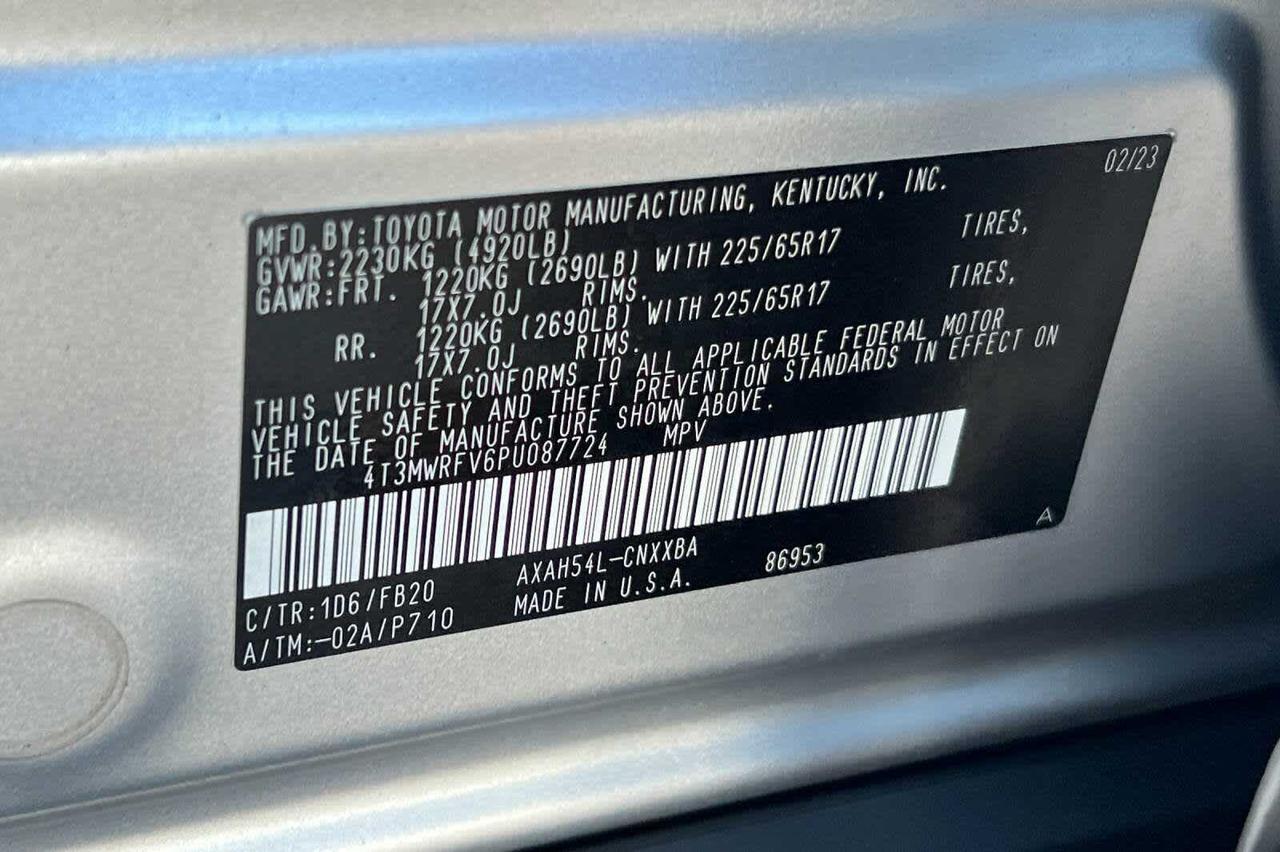 02/23
MFD.BY:TOYOTA MOTOR MANUFACTURING, KENTUCKY, INC.
GVWR:2230KG (4920LB)
GAWR:FRT. 1220KG (2690LB) WITH 225/65R17 TIRES,
17X7.0J RIMS.
RR. 1220KG (2690LB) WITH 225/65R17 TIRES,
17X7.0J RIMS.
THIS VEHICLE CONFORMS TO ALL APPLICABLE FEDERAL MOTOR
VEHICLE SAFETY AND THEFT PREVENTION STANDARDS IN EFFECT ON
THE DATE OF MANUFACTURE SHOWN ABOVE.
4T3MWRFV6PU087724 MPV
A
C/TR:1D6/FB20 AXAH54L-CNXXBA 86953
A/TM:-02A/P710 MADE IN U.S.A.